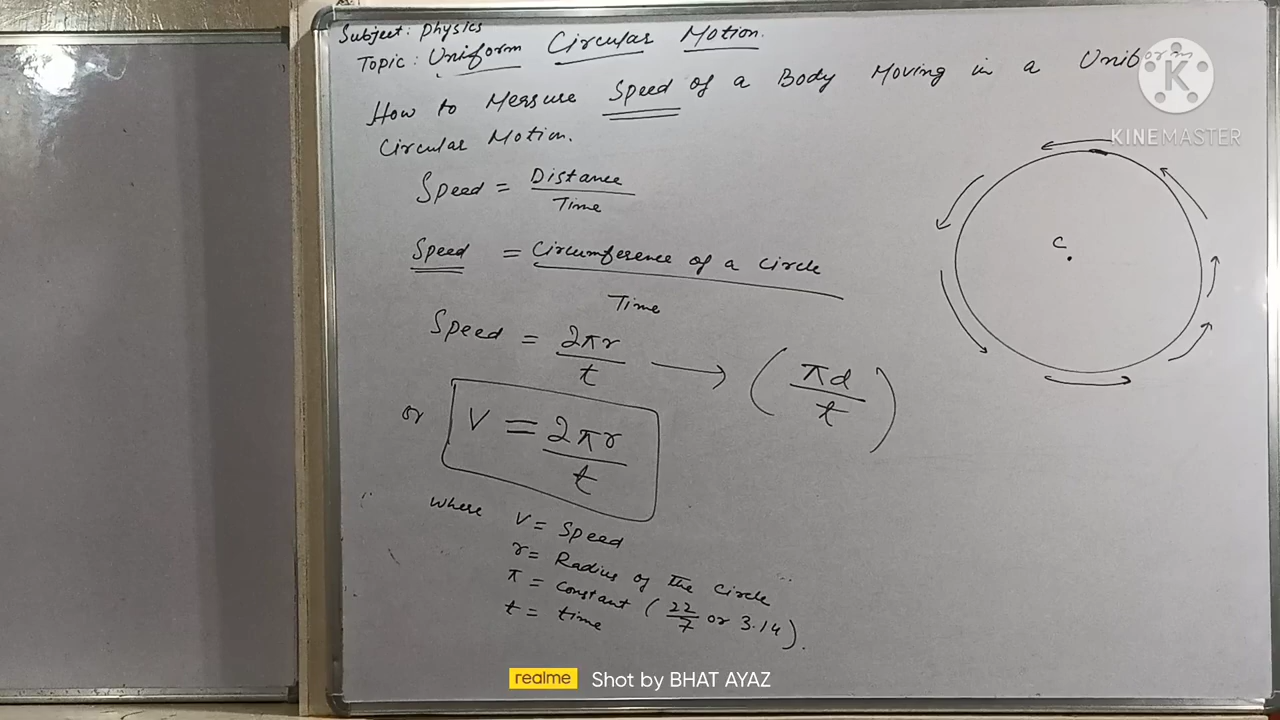 Subject: Physics
Topic: Uniform Circular Motion.
How to Measure Speed of a Body Moving in a Uniform
Circular Motion.
KINEMASTER
Speed = Distance / Time
C
Speed = Circumference of a circle / Time
Speed = 2πr / t → (πd / t)
or V = 2πr / t
where V = Speed
r = Radius of the circle
π = constant (22/7 or 3.14).
t = time
realme Shot by BHAT AYAZ